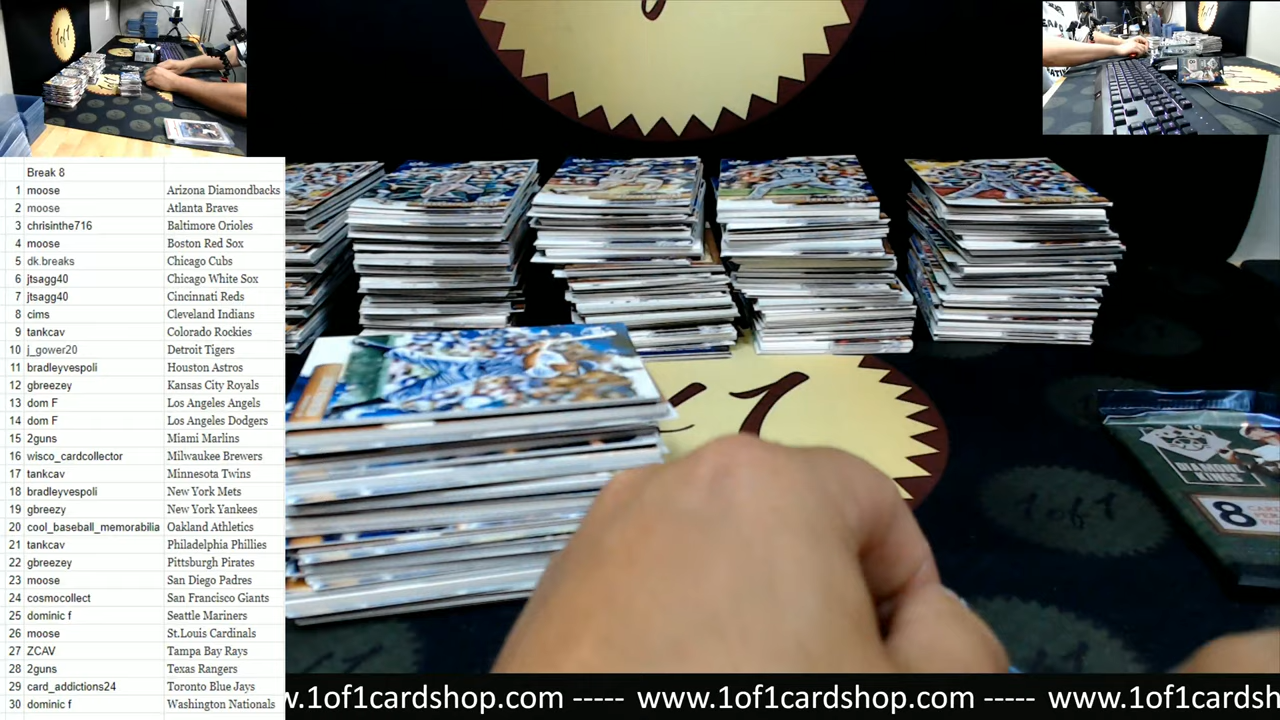 Break 8
1 moose Arizona Diamondbacks
2 moose Atlanta Braves
3 chrisinthe716 Baltimore Orioles
4 moose Boston Red Sox
5 dk.breaks Chicago Cubs
6 jtsagg40 Chicago White Sox
7 jtsagg40 Cincinnati Reds
8 cims Cleveland Indians
9 tankcav Colorado Rockies
10 j_gower20 Detroit Tigers
11 bradleyvespoli Houston Astros
12 gbreezey Kansas City Royals
13 dom F Los Angeles Angels
14 dom F Los Angeles Dodgers
15 2guns Miami Marlins
16 wisco_cardcollector Milwaukee Brewers
17 tankcav Minnesota Twins
18 bradleyvespoli New York Mets
19 gbreezy New York Yankees
20 cool_baseball_memorabilia Oakland Athletics
21 tankcav Philadelphia Phillies
22 gbreezey Pittsburgh Pirates
23 moose San Diego Padres
24 cosmocollect San Francisco Giants
25 dominic f Seattle Mariners
26 moose St.Louis Cardinals
27 ZCAV Tampa Bay Rays
28 2guns Texas Rangers
29 card_addictions24 Toronto Blue Jays
30 dominic f Washington Nationals
1of1
DIAMOND
KINGS
8
w.1of1cardshop.com ----- www.1of1cardshop.com ----- www.1of1cardsh